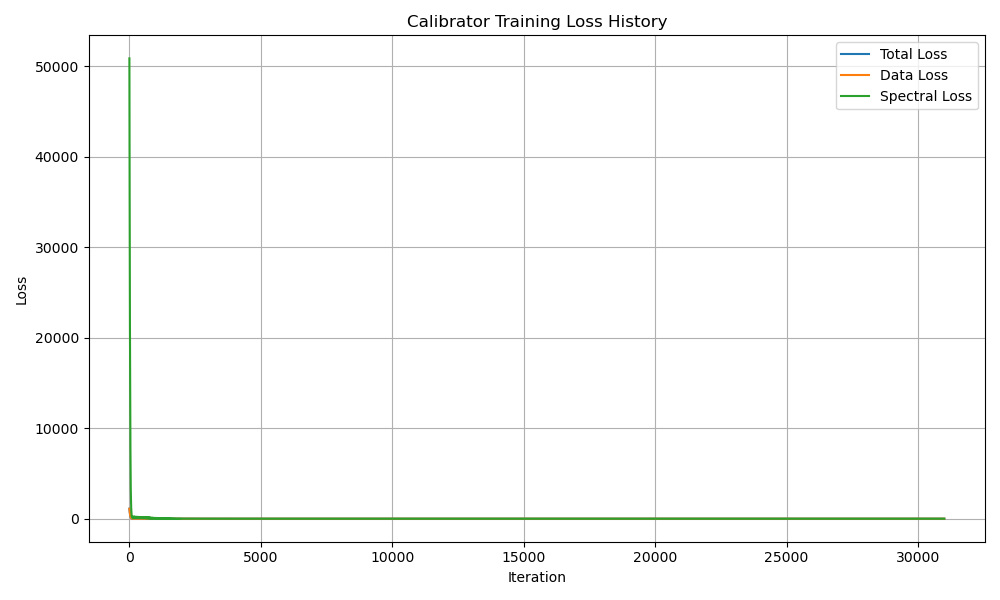 Calibrator Training Loss History
Total Loss
Data Loss
Spectral Loss
50000
40000
30000
20000
10000
0
Loss
0 5000 10000 15000 20000 25000 30000
Iteration